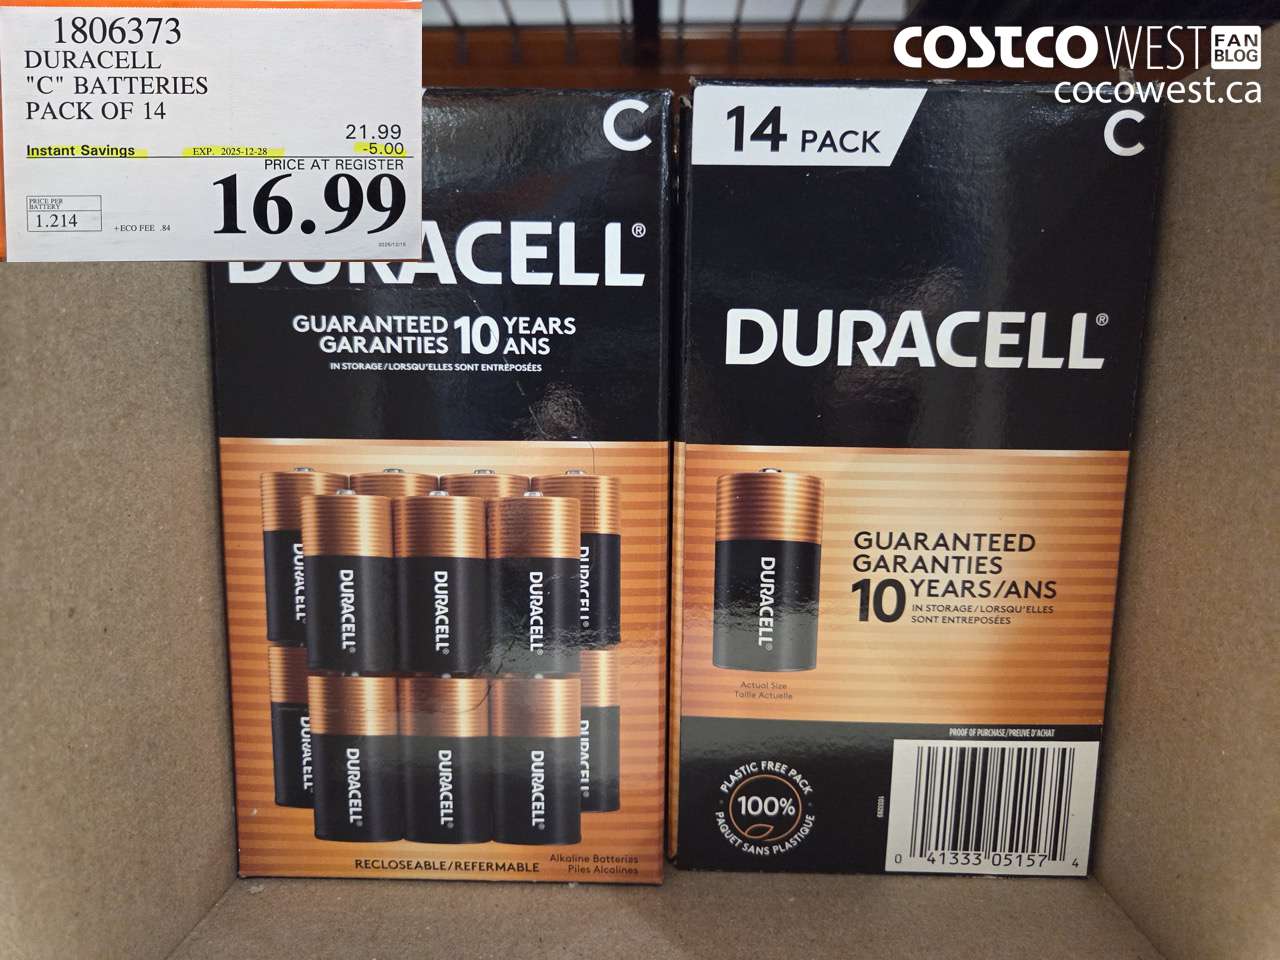 1806373
DURACELL
"C" BATTERIES
PACK OF 14
21.99
Instant Savings EXP. 2025-12-28 -5.00
PRICE AT REGISTER
16.99
PRICE PER
BATTERY
1.214
+ECO FEE .84
COSTCO WEST FAN BLOG
cocowest.ca
C
DURACELL®
GUARANTEED 10 YEARS
GARANTIES ANS
IN STORAGE/LORSQU'ELLES SONT ENTREPOSÉES
DURACELL
DURACELL®
DURACELL®
DURACELL®
DURACELL®
DURACELL
DURACELL®
DURACELL®
DURACELL®
DURACELL®
RECLOSEABLE/REFERMABLE
Alkaline Batteries
Piles Alcalines
14 PACK
C
DURACELL®
DURACELL®
Actual Size
Taille Actuelle
GUARANTEED
GARANTIES
10 YEARS/ANS
IN STORAGE/LORSQU'ELLES
SONT ENTREPOSÉES
PLASTIC FREE PACK
100%
PAQUET SANS PLASTIQUE
PROOF OF PURCHASE/PREUVE D'ACHAT
0 41333 05157 4